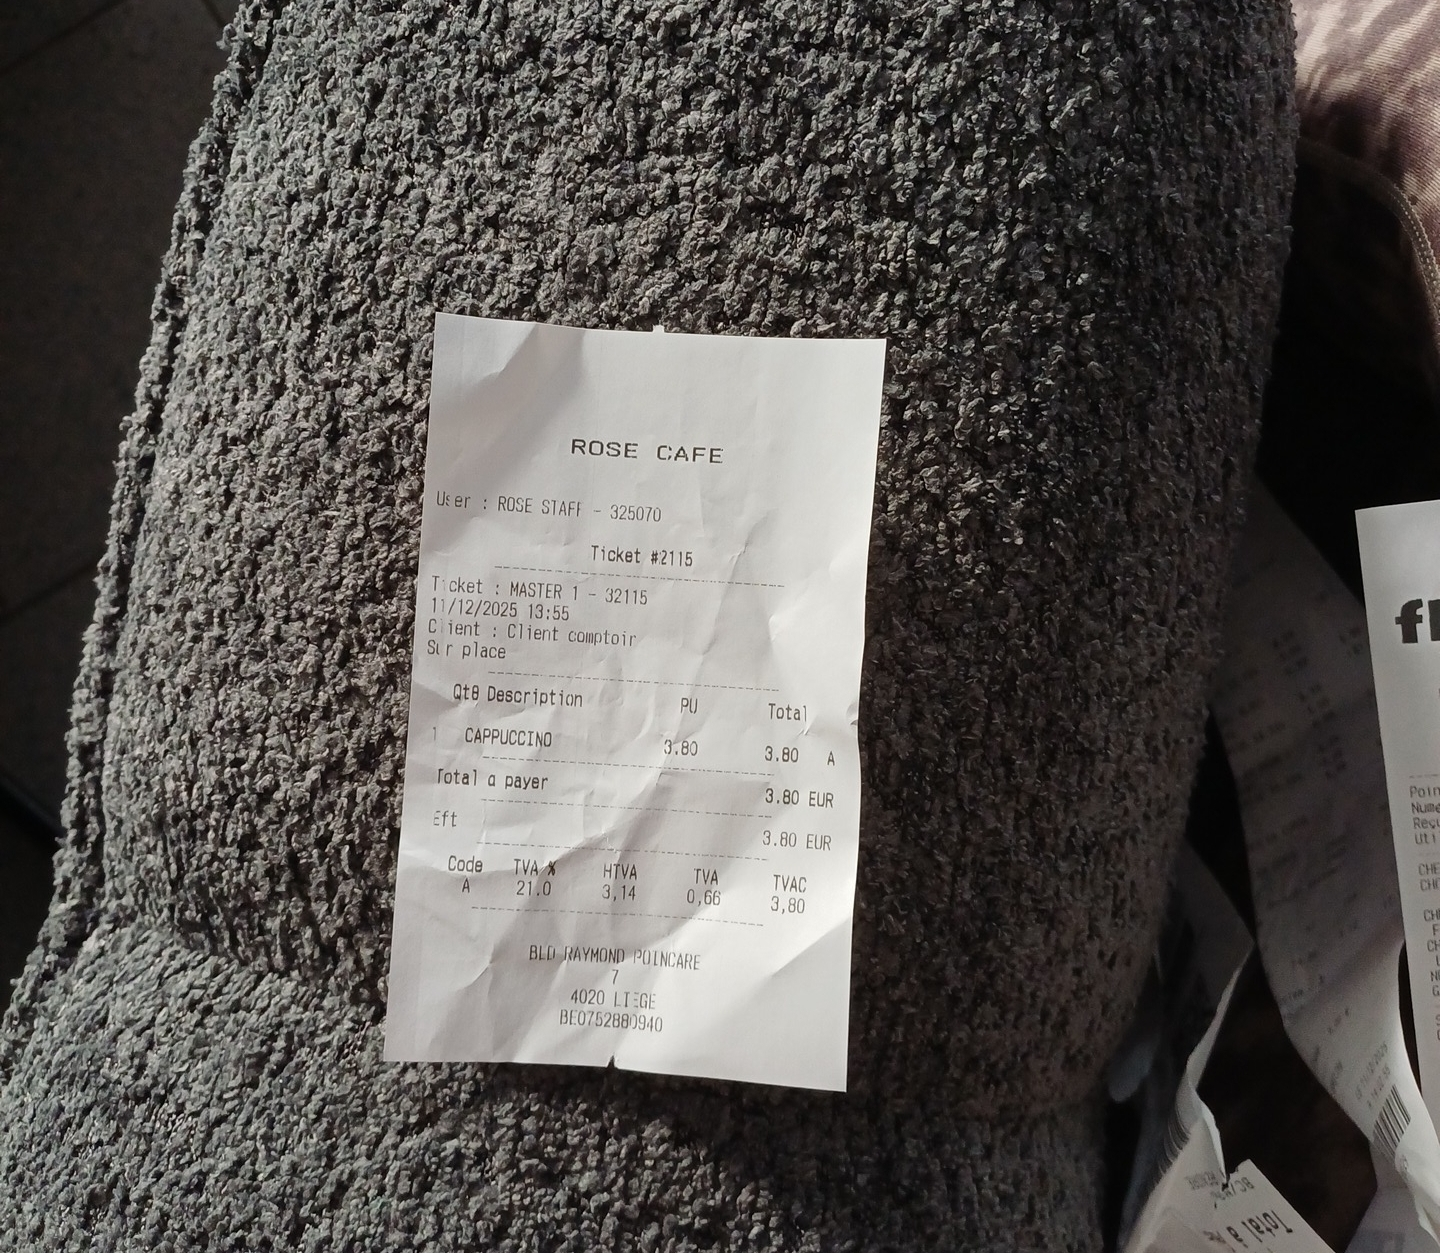 ROSE CAFE
User : ROSE STAFF - 325070
Ticket #2115
Ticket : MASTER 1 - 32115
11/12/2025 13:55
Client : Client comptoir
Sur place
Qt8 Description PU Total
1 CAPPUCCINO 3.80 3.80 A
Total a payer 3.80 EUR
Eft 3.80 EUR
Code TVA % HTVA TVA TVAC
A 21.0 3,14 0,66 3,80
BLD RAYMOND POINCARE
7
4020 LIEGE
BE0752880940
Total a